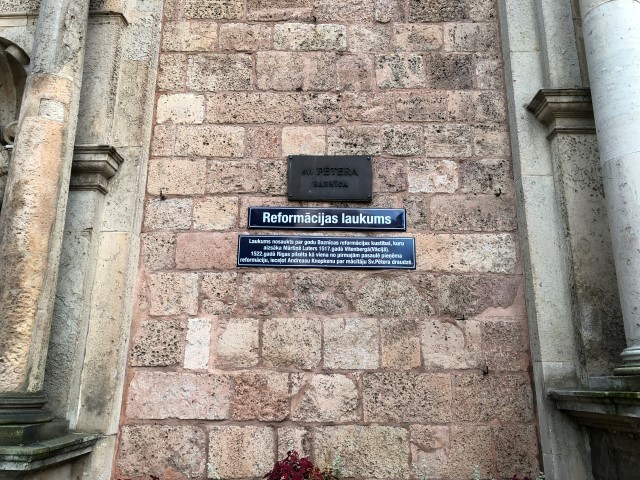 SV. PĒTERA
BAZNĪCA
Reformācijas laukums
Laukums nosaukts par godu Baznīcas reformācijas kustībai, kuru
aizsāka Mārtiņš Luters 1517.gadā Vitenbergā(Vācijā).
1522.gadā Rīgas pilsēta kā viena no pirmajām pasaulē pieņēma
reformāciju, ieceļot Andreasu Knopkenu par mācītāju Sv.Pētera draudzē.